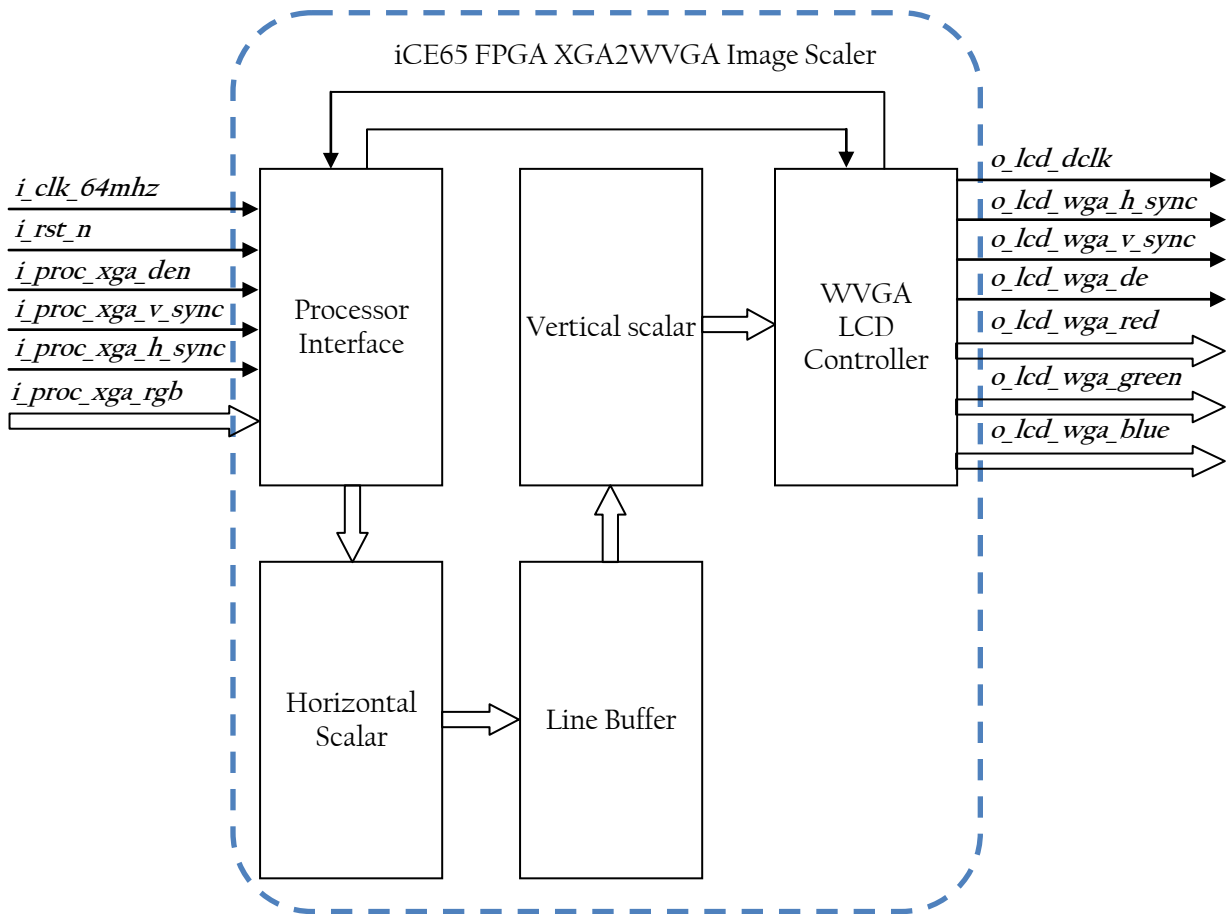 iCE65 FPGA XGA2WVGA Image Scaler
i_clk_64mhz
i_rst_n
i_proc_xga_den
i_proc_xga_v_sync
i_proc_xga_h_sync
i_proc_xga_rgb
Processor
Interface
Vertical scalar
WVGA
LCD
Controller
o_lcd_dclk
o_lcd_wga_h_sync
o_lcd_wga_v_sync
o_lcd_wga_de
o_lcd_wga_red
o_lcd_wga_green
o_lcd_wga_blue
Horizontal
Scalar
Line Buffer